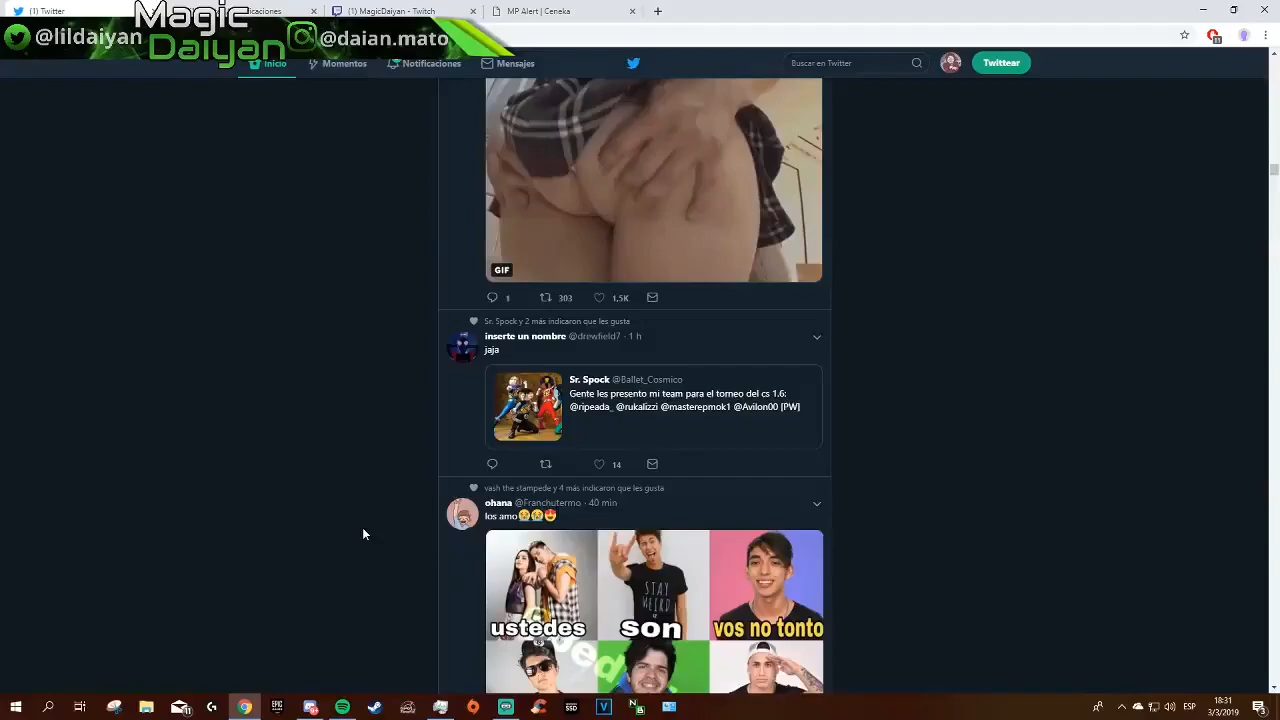 (1) Twitter
(1) MagicDaiyan - Twitch
MP Alert | Ceneka
Magic
Daiyan
@lildaiyan
@daian.mato
11
Inicio
Momentos
Notificaciones
Mensajes
Buscar en Twitter
Twittear
GIF
1
303
1,5K
Sr. Spock y 2 más indicaron que les gusta
inserte un nombre @drewfield7 · 1 h
jaja
Sr. Spock @Ballet_Cosmico
Gente les presento mi team para el torneo del cs 1.6:
@ripeada_ @rukalizzi @masterepmok1 @Avilon00 [PW]
14
vash the stampede y 4 más indicaron que les gusta
ohana @Franchutermo · 40 min
los amo😭😭😍
STAY
WEIRD
ustedes
son
vos no tonto
EPIC
ESP
18:31
3/8/2019